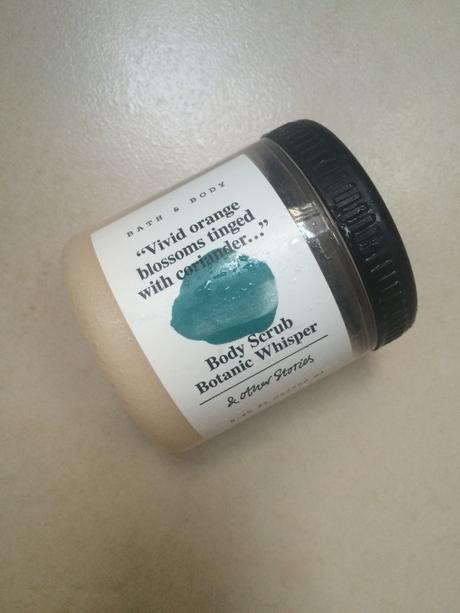 BATH & BODY
“Vivid orange
blossoms tinged
with coriander...”
Body Scrub
Botanic Whisper
& other Stories